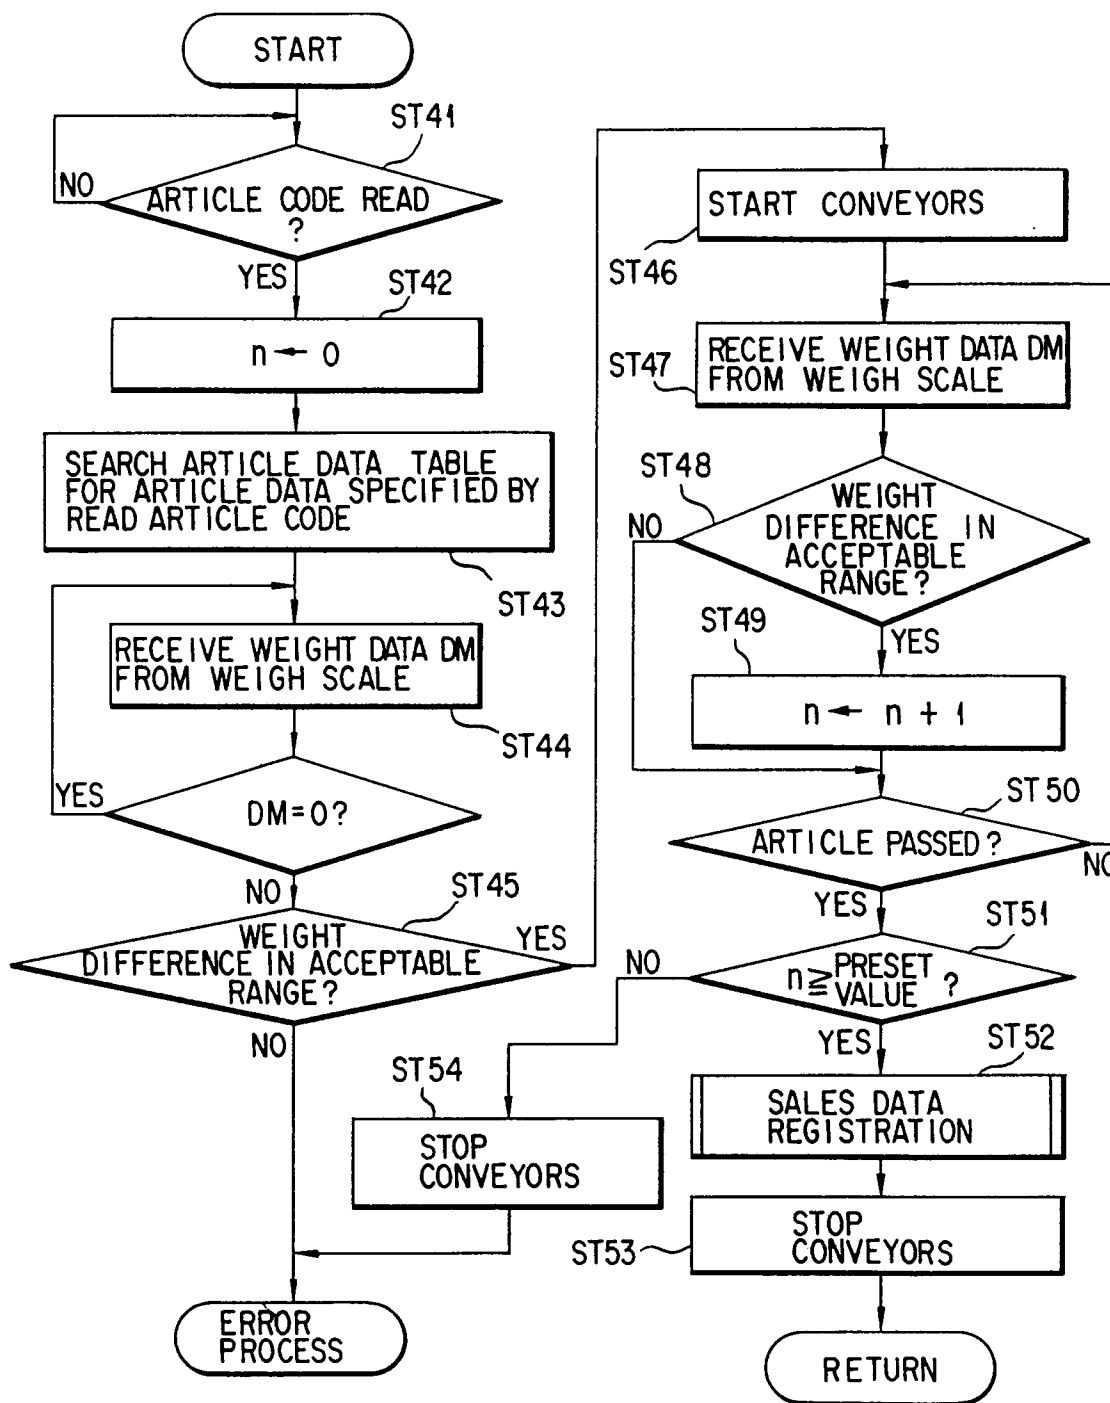 START
ST41
NO
ARTICLE CODE READ
?
YES
ST42
n ← 0
SEARCH ARTICLE DATA TABLE
FOR ARTICLE DATA SPECIFIED BY
READ ARTICLE CODE
ST43
RECEIVE WEIGHT DATA DM
FROM WEIGH SCALE
ST44
YES
DM=0?
NO
ST45
WEIGHT
DIFFERENCE IN ACCEPTABLE
RANGE?
YES
NO
START CONVEYORS
ST46
RECEIVE WEIGHT DATA DM
FROM WEIGH SCALE
ST47
ST48
NO
WEIGHT
DIFFERENCE IN
ACCEPTABLE
RANGE?
YES
ST49
n ← n + 1
ST50
ARTICLE PASSED?
NO
YES
ST51
NO
n ≧ PRESET
VALUE ?
YES
ST52
SALES DATA
REGISTRATION
ST53
STOP
CONVEYORS
RETURN
ST54
STOP
CONVEYORS
ERROR
PROCESS